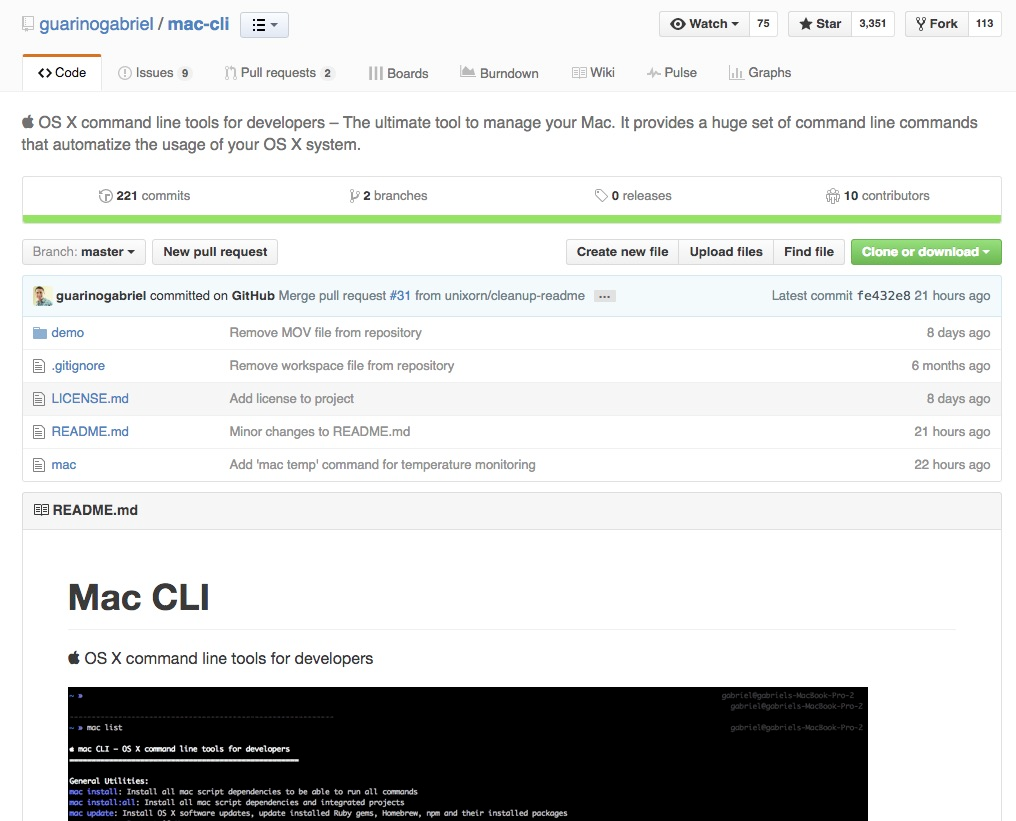 guarinogabriel / mac-cli
Watch 75 Star 3,351 Fork 113
Code Issues 9 Pull requests 2 Boards Burndown Wiki Pulse Graphs
OS X command line tools for developers – The ultimate tool to manage your Mac. It provides a huge set of command line commands
that automatize the usage of your OS X system.
221 commits 2 branches 0 releases 10 contributors
Branch: master New pull request Create new file Upload files Find file Clone or download
guarinogabriel committed on GitHub Merge pull request #31 from unixorn/cleanup-readme ... Latest commit fe432e8 21 hours ago
demo Remove MOV file from repository 8 days ago
.gitignore Remove workspace file from repository 6 months ago
LICENSE.md Add license to project 8 days ago
README.md Minor changes to README.md 21 hours ago
mac Add 'mac temp' command for temperature monitoring 22 hours ago
README.md
Mac CLI
OS X command line tools for developers
~ » gabriel@gabriels-MacBook-Pro-2
gabriel@gabriels-MacBook-Pro-2
~ » mac list gabriel@gabriels-MacBook-Pro-2
mac CLI – OS X command line tools for developers
General Utilities:
mac install: Install all mac script dependencies to be able to run all commands
mac install:all: Install all mac script dependencies and integrated projects
mac update: Install OS X software updates, update installed Ruby gems, Homebrew, npm and their installed packages